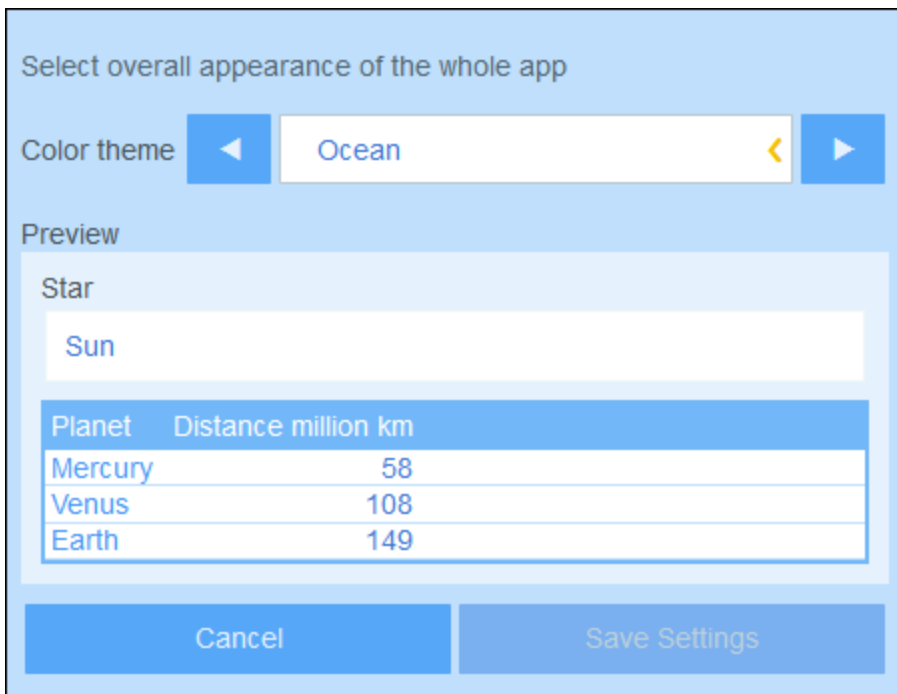 Select overall appearance of the whole app
Color theme
Ocean
Preview
Star
Sun
Planet Distance million km
Mercury 58
Venus 108
Earth 149
Cancel Save Settings